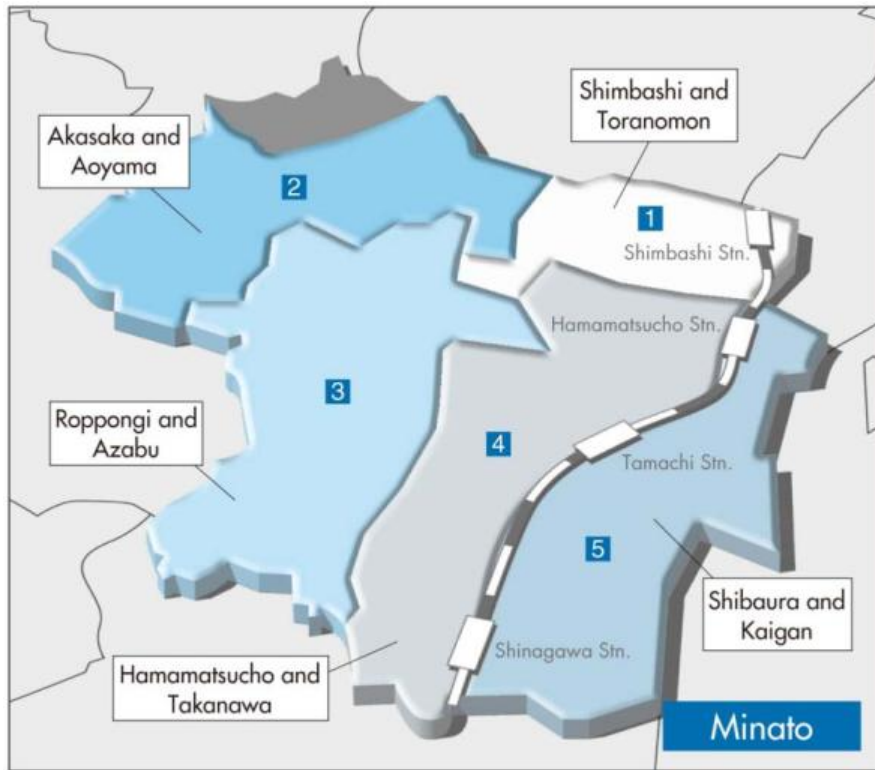 Shimbashi and
Toranomon
Akasaka and
Aoyama
2
1
Shimbashi Stn.
Hamamatsucho Stn.
3
Roppongi and
Azabu
4
Tamachi Stn.
5
Shibaura and
Kaigan
Shinagawa Stn.
Hamamatsucho and
Takanawa
Minato